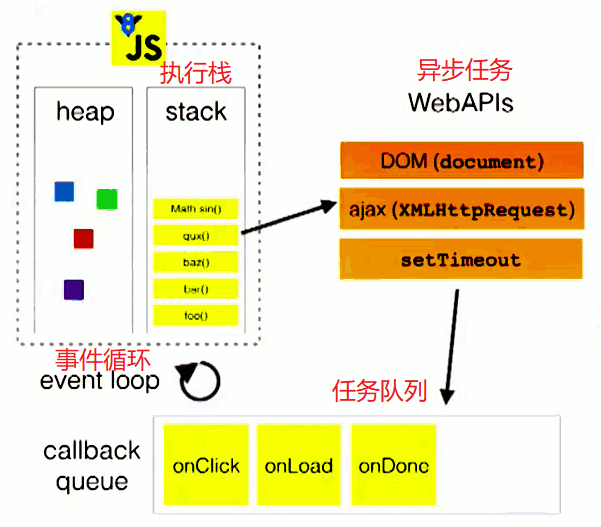 JS
执行栈
异步任务
WebAPIs
heap
stack
DOM (document)
ajax (XMLHttpRequest)
setTimeout
Math sin()
qux()
baz()
bar()
foo()
事件循环
event loop
任务队列
callback
queue
onClick
onLoad
onDone